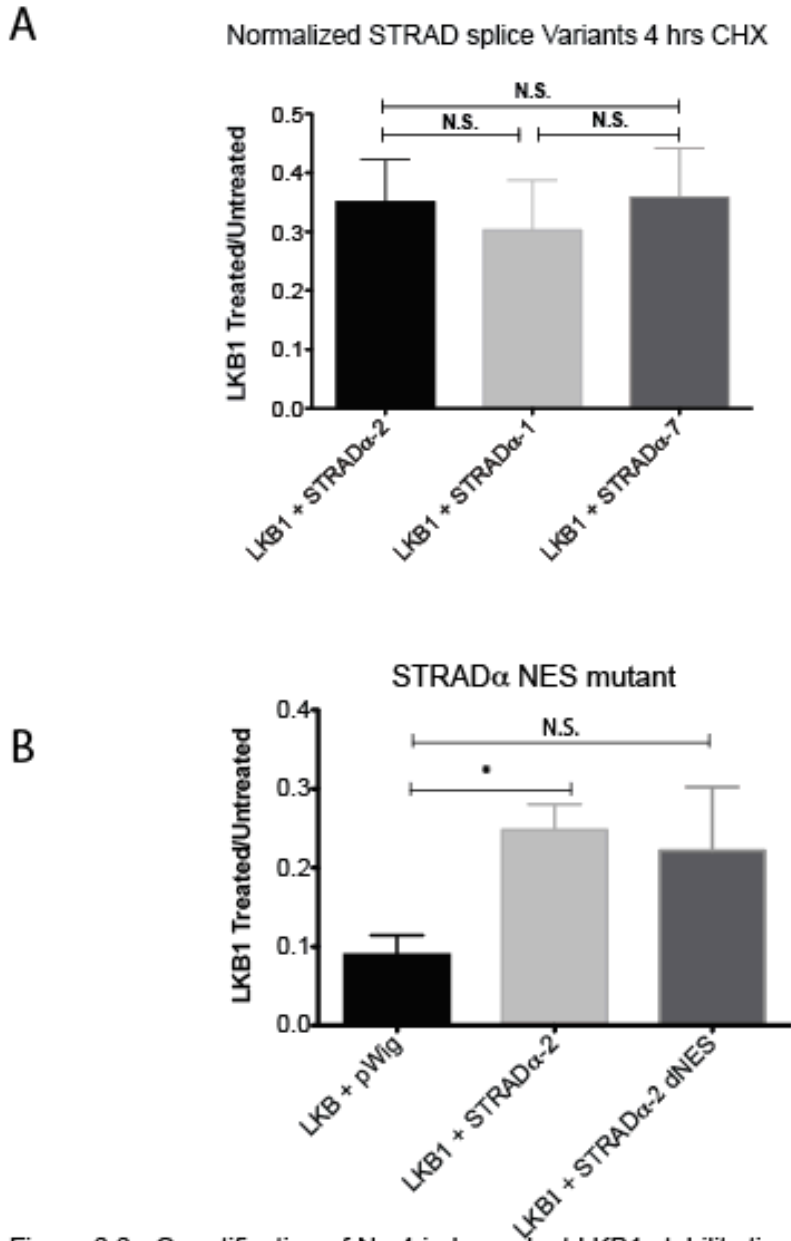 A
Normalized STRAD splice Variants 4 hrs CHX
N.S.
N.S. N.S.
LKB1 Treated/Untreated
0.5
0.4
0.3
0.2
0.1
0.0
LKB1 + STRADα-2
LKB1 + STRADα-1
LKB1 + STRADα-7
B
STRADα NES mutant
N.S.
*
LKB1 Treated/Untreated
0.4
0.3
0.2
0.1
0.0
LKB + pWig
LKB1 + STRADα-2
LKBI + STRADα-2 dNES